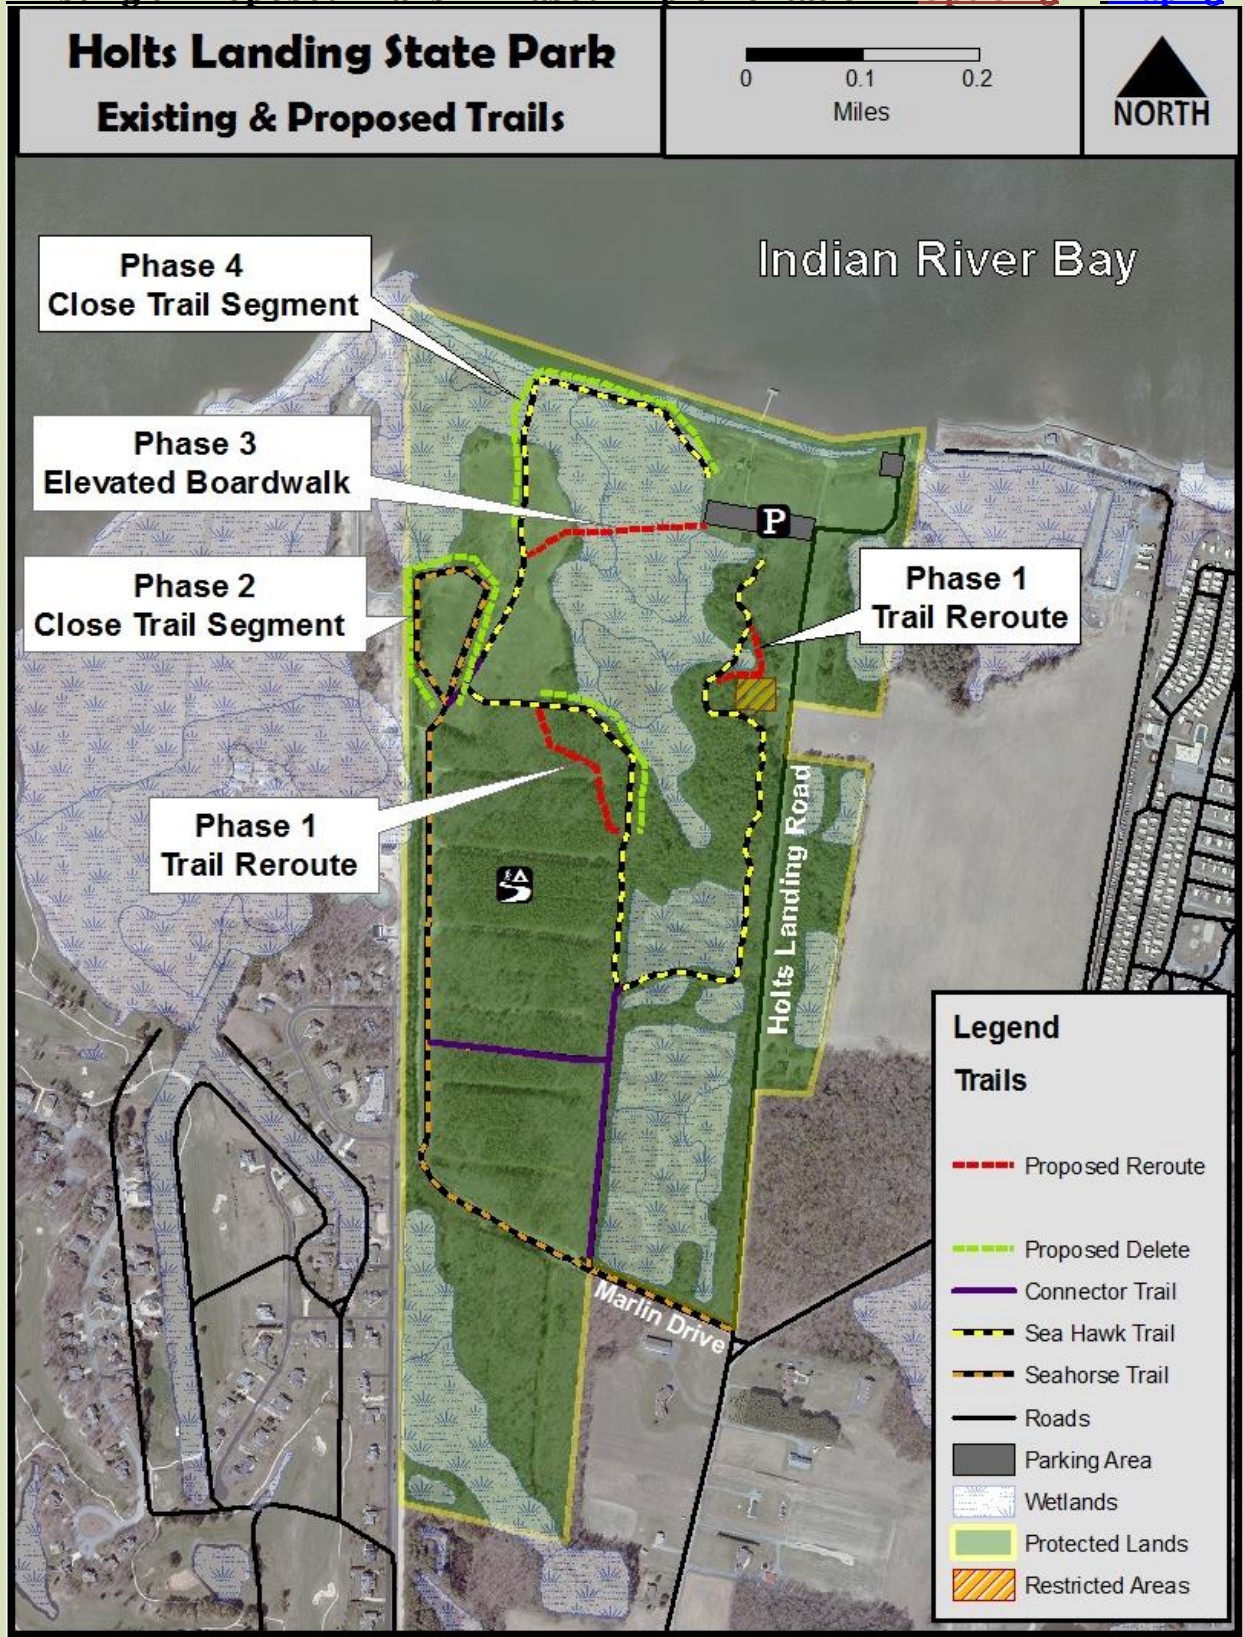 Holts Landing State Park
Existing & Proposed Trails
0 0.1 0.2
Miles
NORTH
Indian River Bay
Phase 4
Close Trail Segment
Phase 3
Elevated Boardwalk
P
Phase 2
Close Trail Segment
Phase 1
Trail Reroute
Phase 1
Trail Reroute
Holts Landing Road
Marlin Drive
Legend
Trails
Proposed Reroute
Proposed Delete
Connector Trail
Sea Hawk Trail
Seahorse Trail
Roads
Parking Area
Wetlands
Protected Lands
Restricted Areas